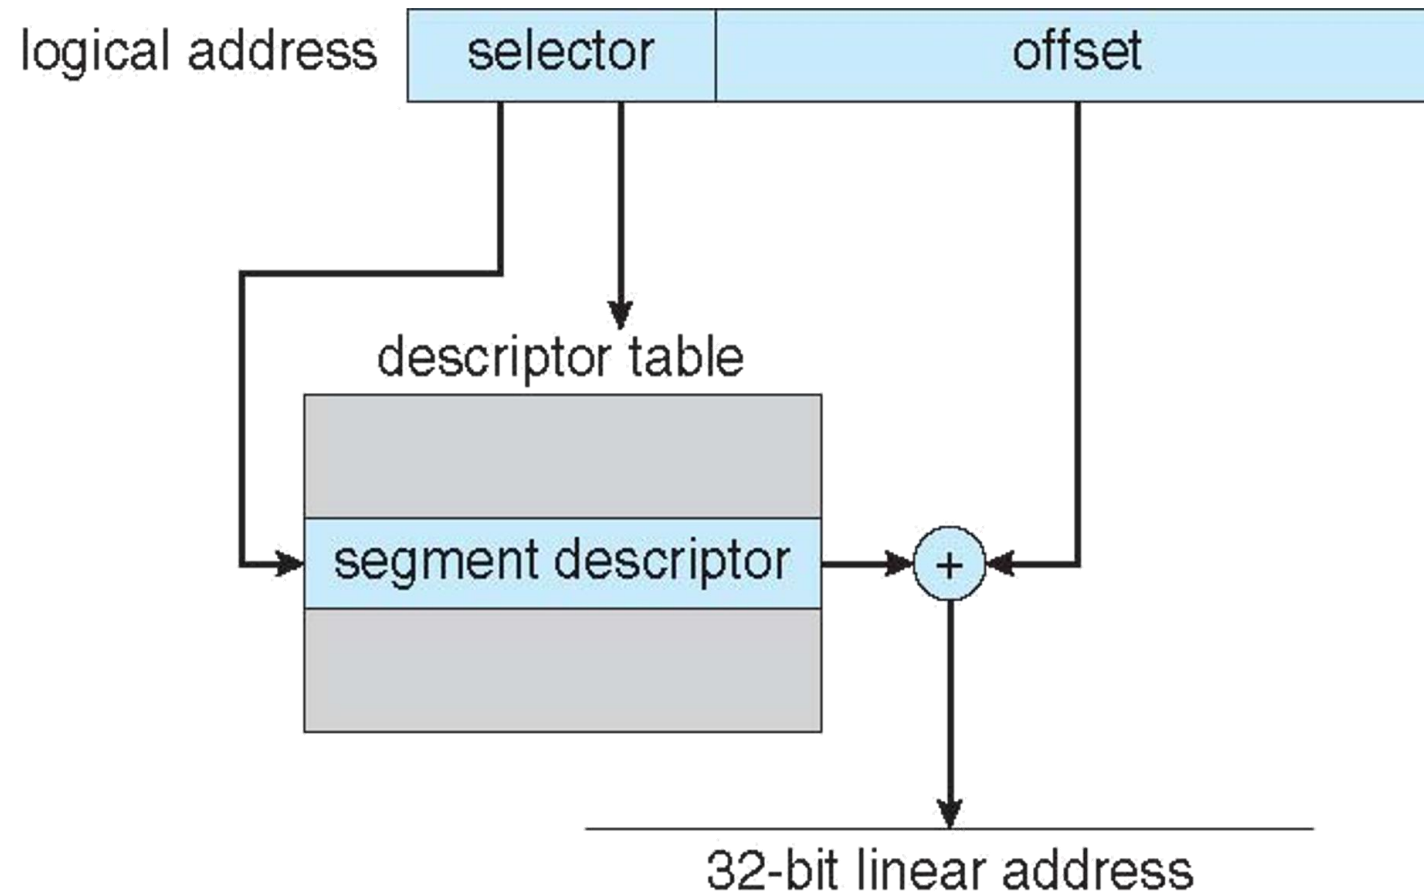 logical address selector offset
descriptor table
segment descriptor +
32-bit linear address